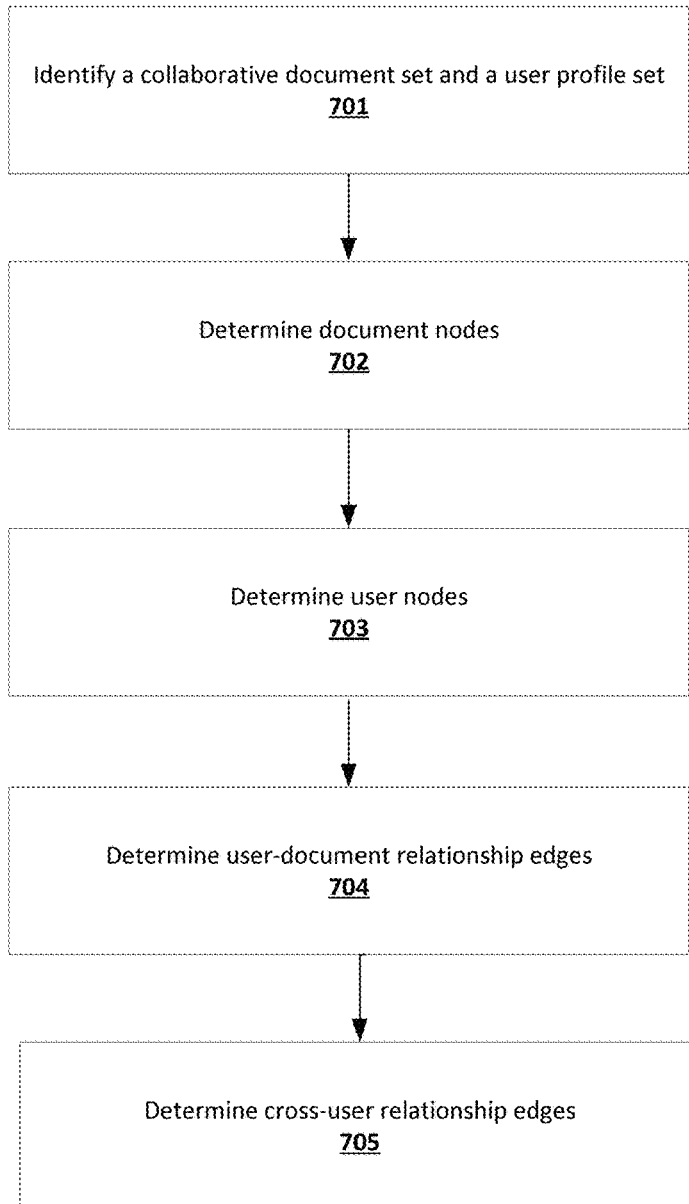 Identify a collaborative document set and a user profile set
701
Determine document nodes
702
Determine user nodes
703
Determine user-document relationship edges
704
Determine cross-user relationship edges
705